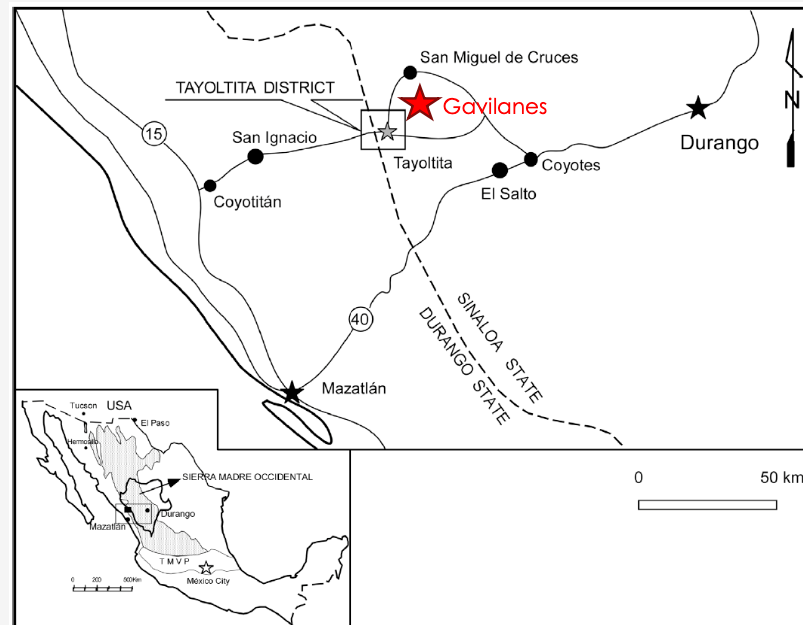 San Miguel de Cruces
TAYOLTITA DISTRICT
Gavilanes
N
15
San Ignacio
Tayoltita
Durango
Coyotes
El Salto
Coyotitán
SINALOA STATE
DURANGO STATE
40
Mazatlán
Tucson
USA
El Paso
Hermosillo
SIERRA MADRE OCCIDENTAL
Durango
Mazatlán
T M V P
México City
0 200 500Km
0 50 km